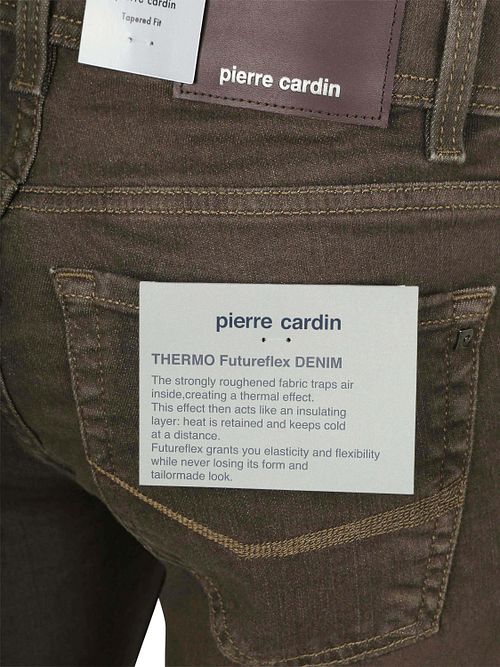 pierre cardin
Tapered Fit
pierre cardin
pierre cardin
THERMO Futureflex DENIM
The strongly roughened fabric traps air
inside,creating a thermal effect.
This effect then acts like an insulating
layer: heat is retained and keeps cold
at a distance.
Futureflex grants you elasticity and flexibility
while never losing its form and
tailormade look.